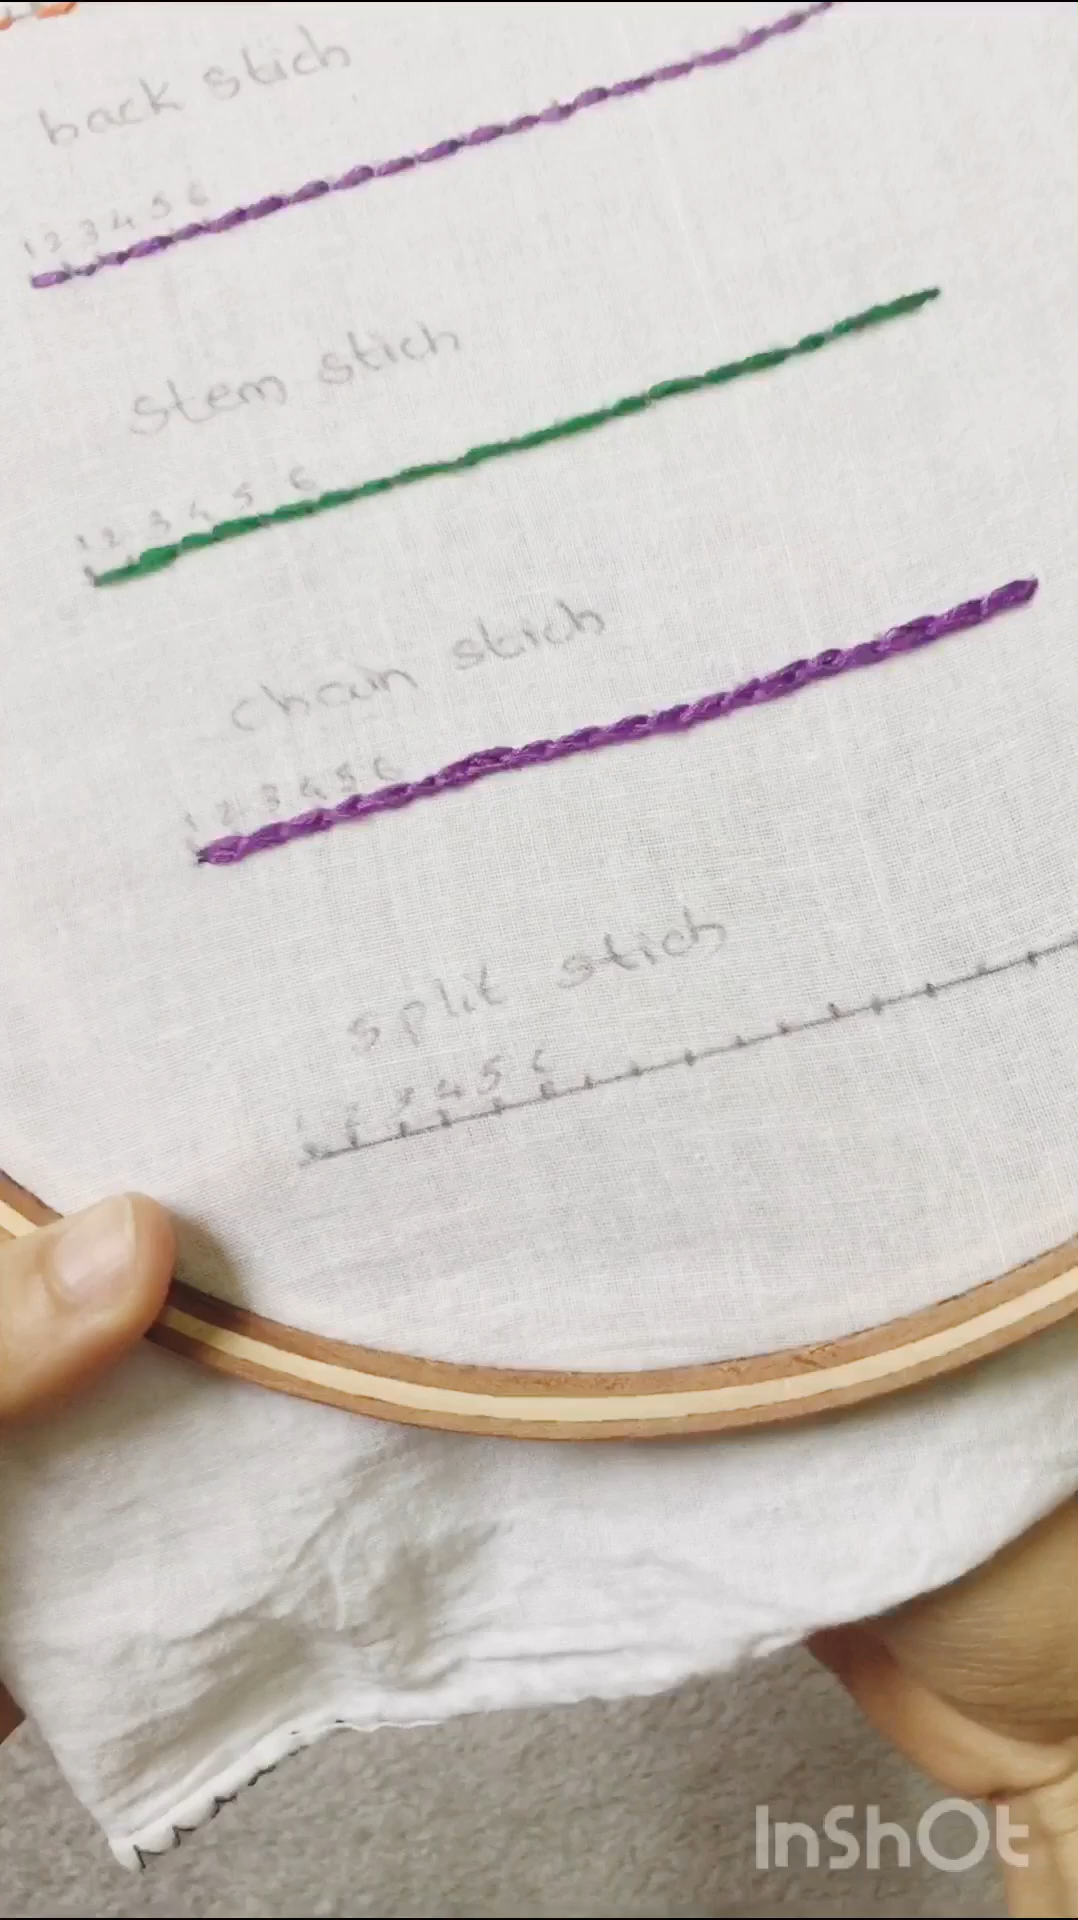 back stich
1 2 3 4 5 6
stem stich
1 2 3 4 5 6
chain stich
1 2 3 4 5 6
split stich
1 2 3 4 5 6
InShOt